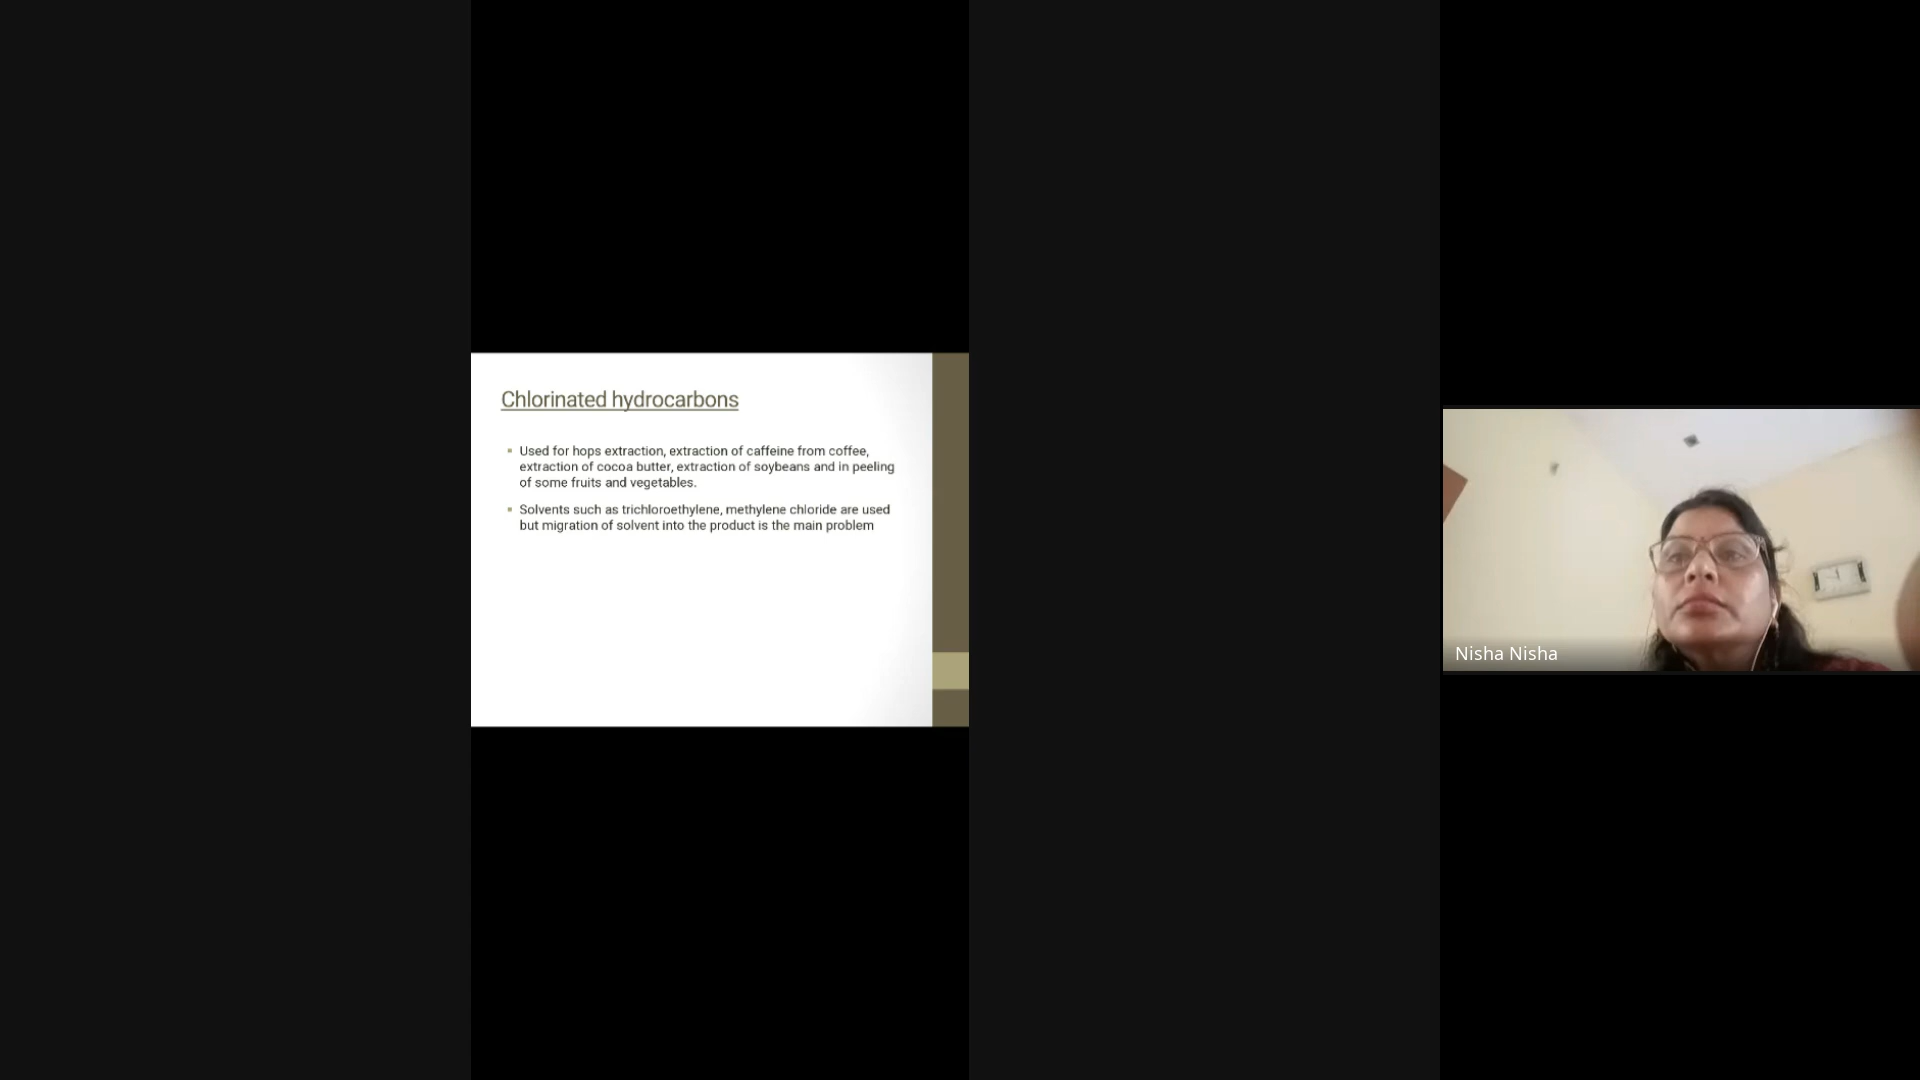 Chlorinated hydrocarbons
▪ Used for hops extraction, extraction of caffeine from coffee,
extraction of cocoa butter, extraction of soybeans and in peeling
of some fruits and vegetables.
▪ Solvents such as trichloroethylene, methylene chloride are used
but migration of solvent into the product is the main problem
Nisha Nisha